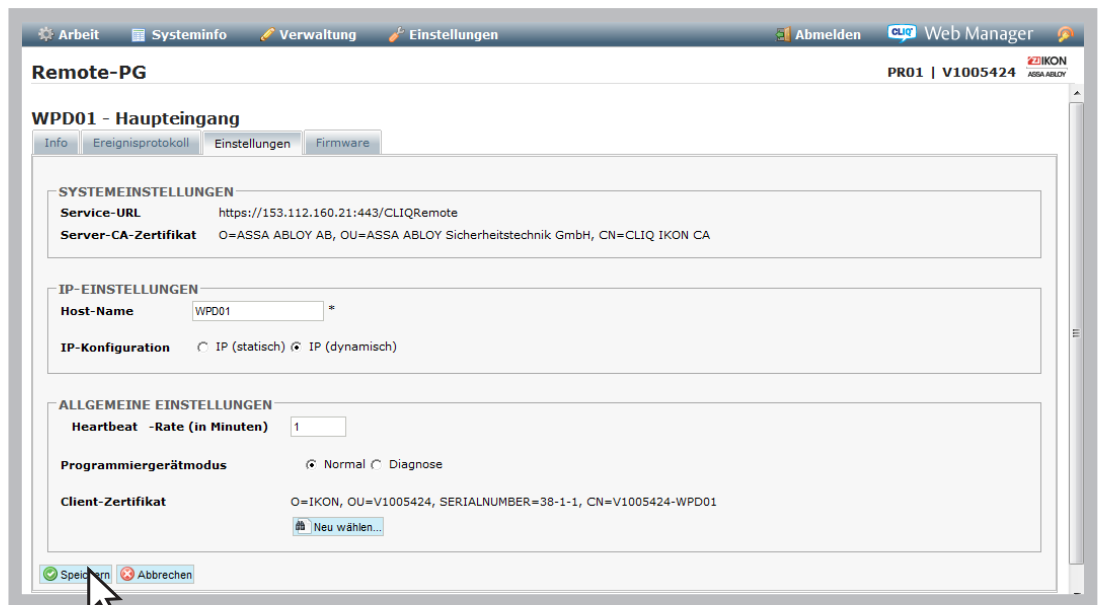 Arbeit Systeminfo Verwaltung Einstellungen Abmelden CLIQ Web Manager
Remote-PG PR01 | V1005424 IKON
ASSA ABLOY
WPD01 - Haupteingang
Info Ereignisprotokoll Einstellungen Firmware
SYSTEMEINSTELLUNGEN
Service-URL https://153.112.160.21:443/CLIQRemote
Server-CA-Zertifikat O=ASSA ABLOY AB, OU=ASSA ABLOY Sicherheitstechnik GmbH, CN=CLIQ IKON CA
IP-EINSTELLUNGEN
Host-Name WPD01 *
IP-Konfiguration IP (statisch) IP (dynamisch)
ALLGEMEINE EINSTELLUNGEN
Heartbeat -Rate (in Minuten) 1
Programmiergerätmodus Normal Diagnose
Client-Zertifikat O=IKON, OU=V1005424, SERIALNUMBER=38-1-1, CN=V1005424-WPD01
Neu wählen...
Speichern Abbrechen